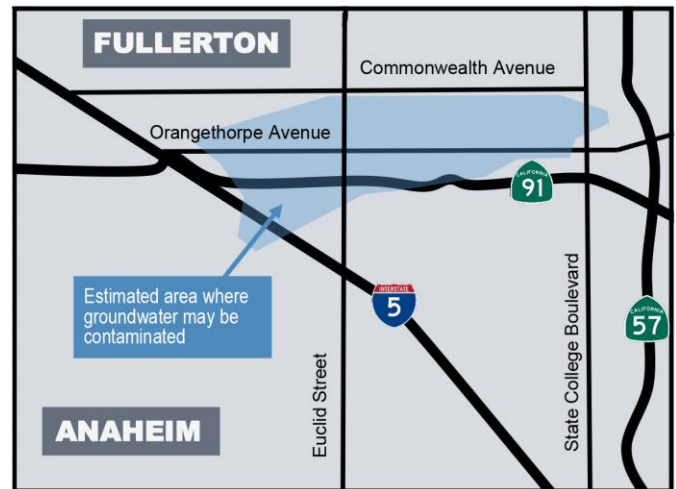 FULLERTON
Commonwealth Avenue
Orangethorpe Avenue
CALIFORNIA
91
Estimated area where
groundwater may be
contaminated
INTERSTATE
5
CALIFORNIA
57
Euclid Street
State College Boulevard
ANAHEIM